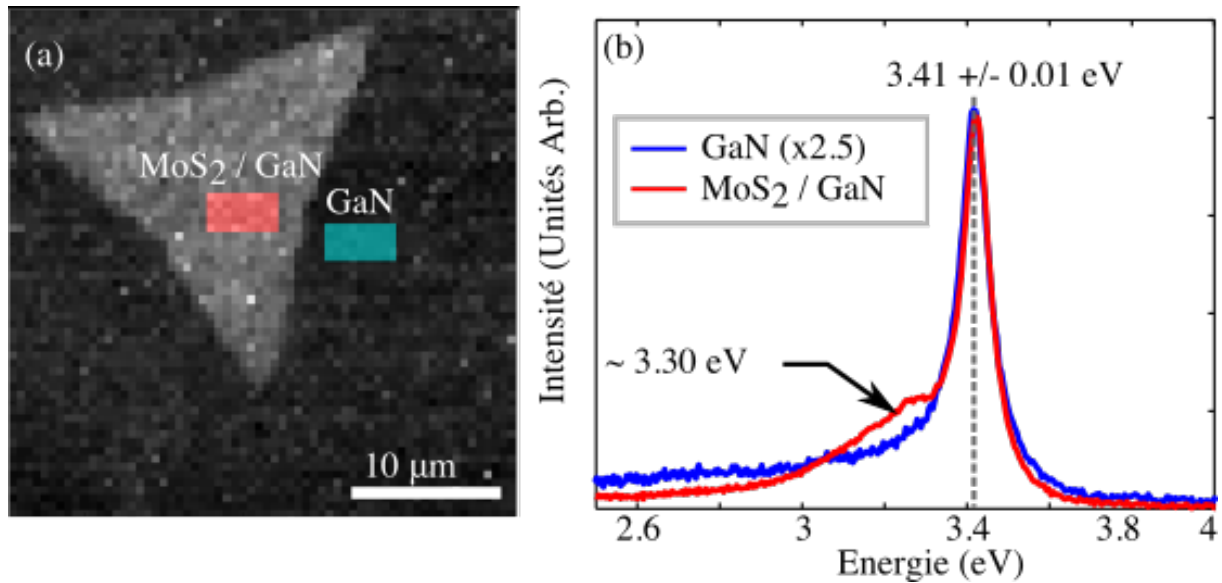 (a)
MoS2 / GaN
GaN
10 μm
(b)
3.41 +/- 0.01 eV
GaN (x2.5)
MoS2 / GaN
~ 3.30 eV
Intensité (Unités Arb.)
2.6 3 3.4 3.8 4
Energie (eV)